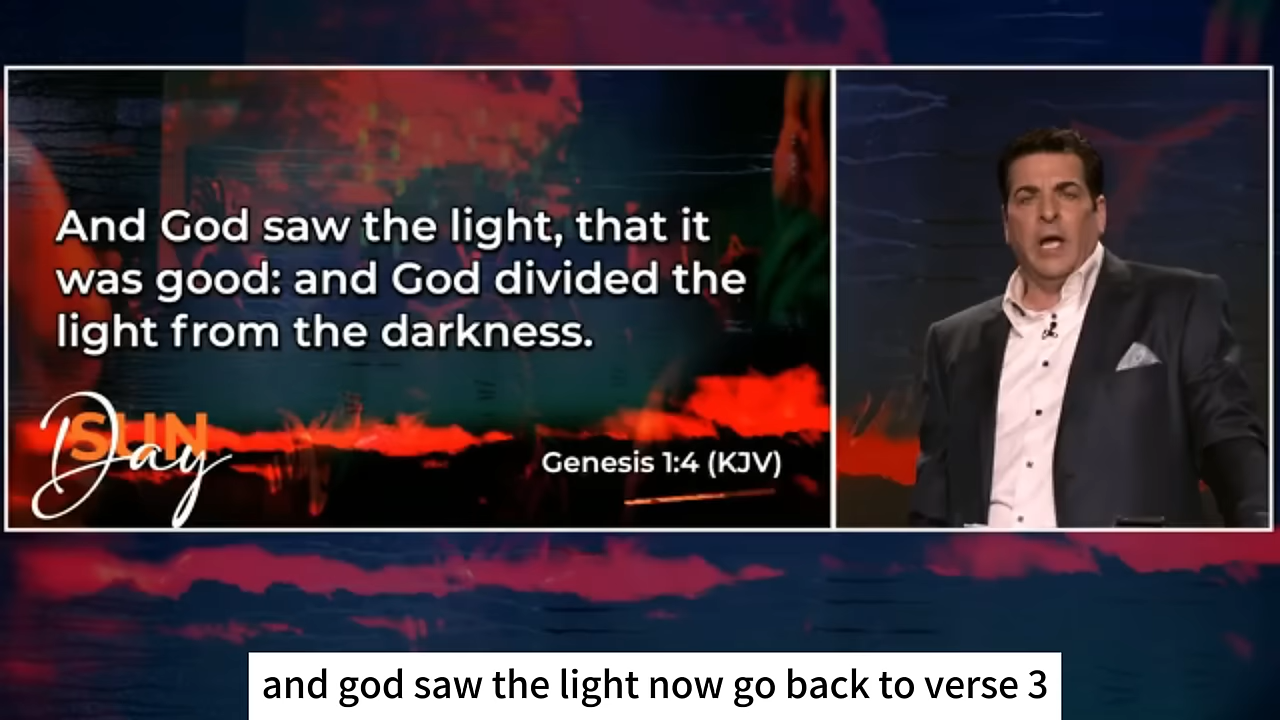 And God saw the light, that it
was good: and God divided the
light from the darkness.
SUN
Day
Genesis 1:4 (KJV)
and god saw the light now go back to verse 3